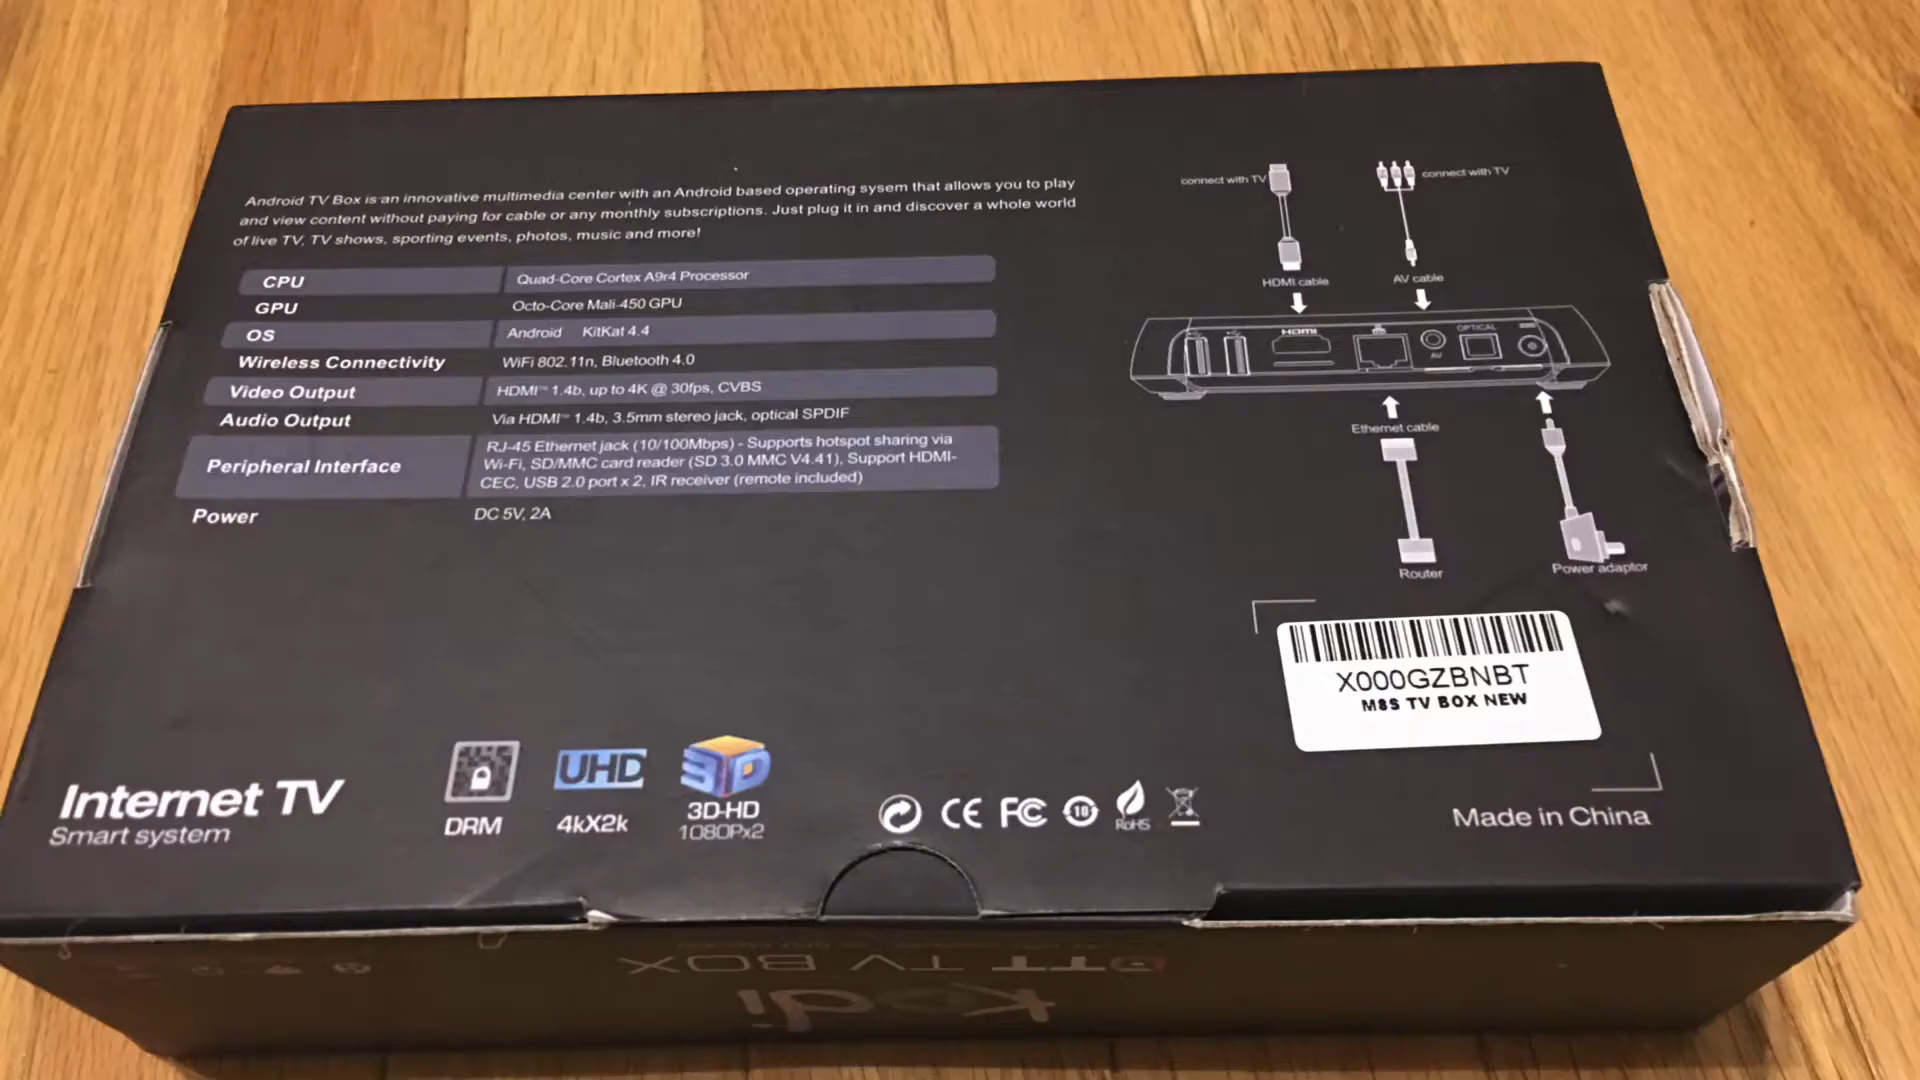 Android TV Box is an innovative multimedia center with an Android based operating sysem that allows you to play
and view content without paying for cable or any monthly subscriptions. Just plug it in and discover a whole world
of live TV, TV shows, sporting events, photos, music and more!
CPU Quad-Core Cortex A9r4 Processor
GPU Octo-Core Mali-450 GPU
OS Android KitKat 4.4
Wireless Connectivity WiFi 802.11n, Bluetooth 4.0
Video Output HDMI™ 1.4b, up to 4K @ 30fps, CVBS
Audio Output Via HDMI™ 1.4b, 3.5mm stereo jack, optical SPDIF
Peripheral Interface RJ-45 Ethernet jack (10/100Mbps) - Supports hotspot sharing via
Wi-Fi, SD/MMC card reader (SD 3.0 MMC V4.41), Support HDMI-
CEC, USB 2.0 port x 2, IR receiver (remote included)
Power DC 5V, 2A
connect with TV
connect with TV
HDMI cable
AV cable
HDMI
AV
OPTICAL
Ethernet cable
Router
Power adaptor
X000GZBNBT
M8S TV BOX NEW
Internet TV
Smart system
DRM
UHD
4kX2k
3D
3D-HD
1080Px2
CE
FC
10
RoHS
Made in China
OTT TV BOX
kodi